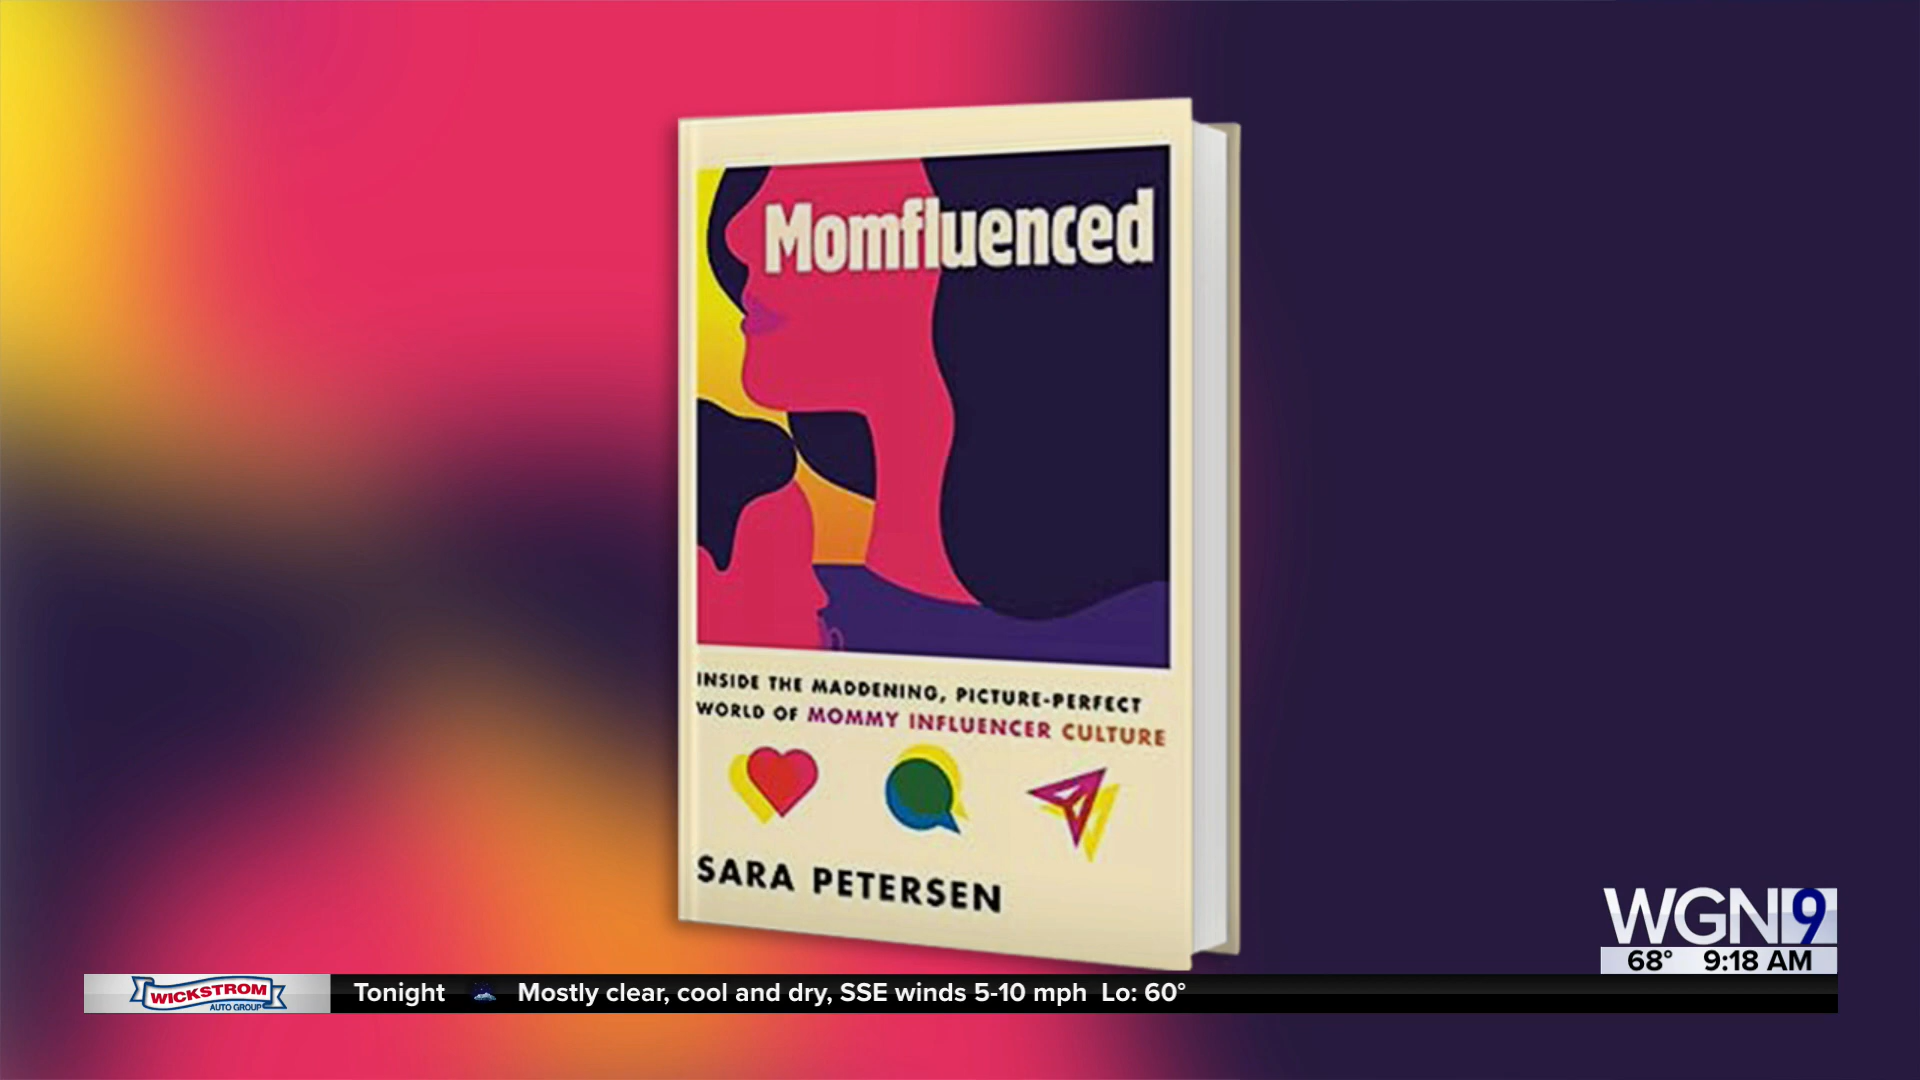 Momfluenced
INSIDE THE MADDENING, PICTURE-PERFECT
WORLD OF MOMMY INFLUENCER CULTURE
SARA PETERSEN
WGN9
68° 9:18 AM
WICKSTROM
AUTO GROUP
Tonight Mostly clear, cool and dry, SSE winds 5-10 mph Lo: 60°